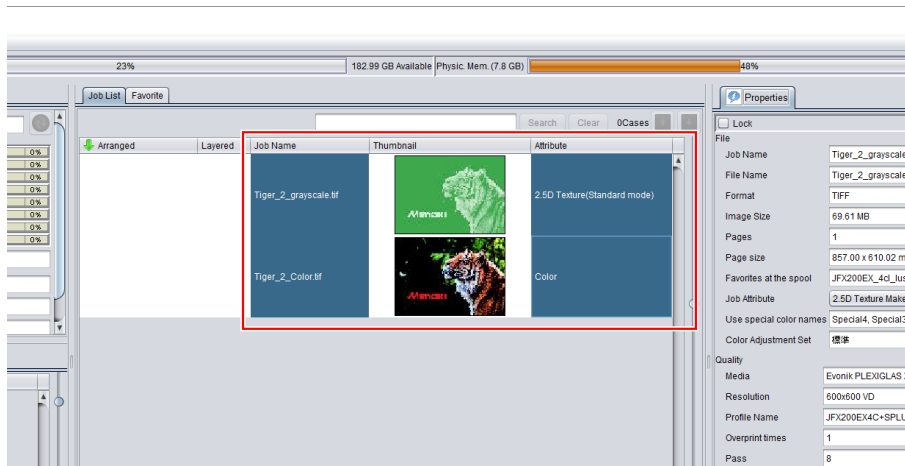 23%
182.99 GB Available Physic. Mem. (7.8 GB) 48%
Job List Favorite
Properties
Search Clear 0Cases
Lock
Arranged Layered Job Name Thumbnail Attribute
File
0%
0%
0%
0%
0%
0%
0%
0%
Job Name Tiger_2_grayscale
File Name Tiger_2_grayscale
Format TIFF
Image Size 69.61 MB
Pages 1
Page size 857.00 x 610.02 m
Favorites at the spool JFX200EX_4cl_lus
Job Attribute 2.5D Texture Make
Use special color names Special4, Special3
Color Adjustment Set 標準
Tiger_2_grayscale.tif 2.5D Texture(Standard mode)
Mimaki
Tiger_2_Color.tif Color
Mimaki
Quality
Media Evonik PLEXIGLAS
Resolution 600x600 VD
Profile Name JFX200EX4C+SPLU
Overprint times 1
Pass 8